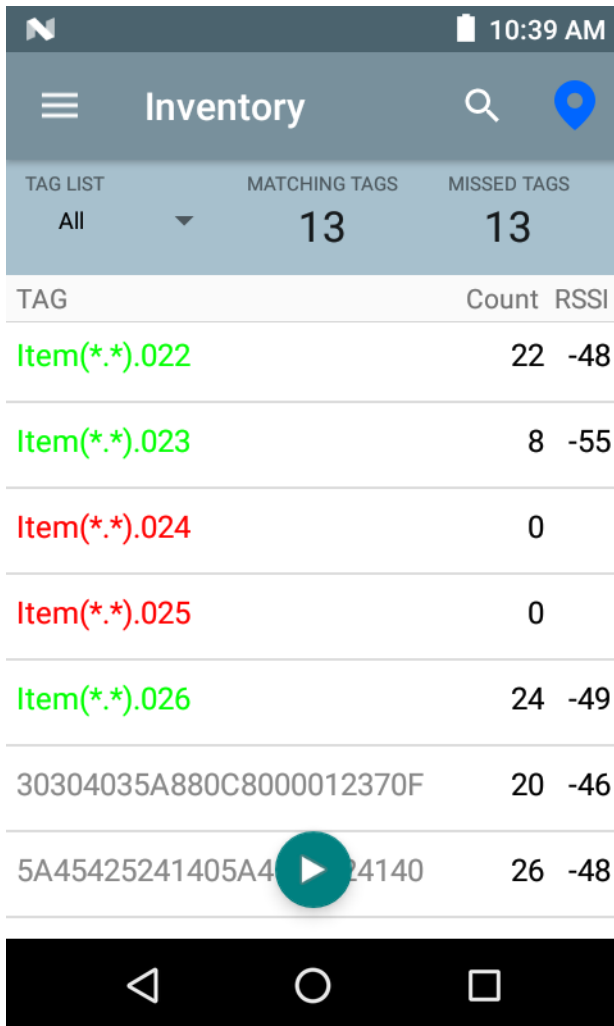 10:39 AM
Inventory
TAG LIST MATCHING TAGS MISSED TAGS
All 13 13
TAG Count RSSI
Item(*.*).022 22 -48
Item(*.*).023 8 -55
Item(*.*).024 0
Item(*.*).025 0
Item(*.*).026 24 -49
30304035A880C8000012370F 20 -46
5A45425241405A4 24140 26 -48